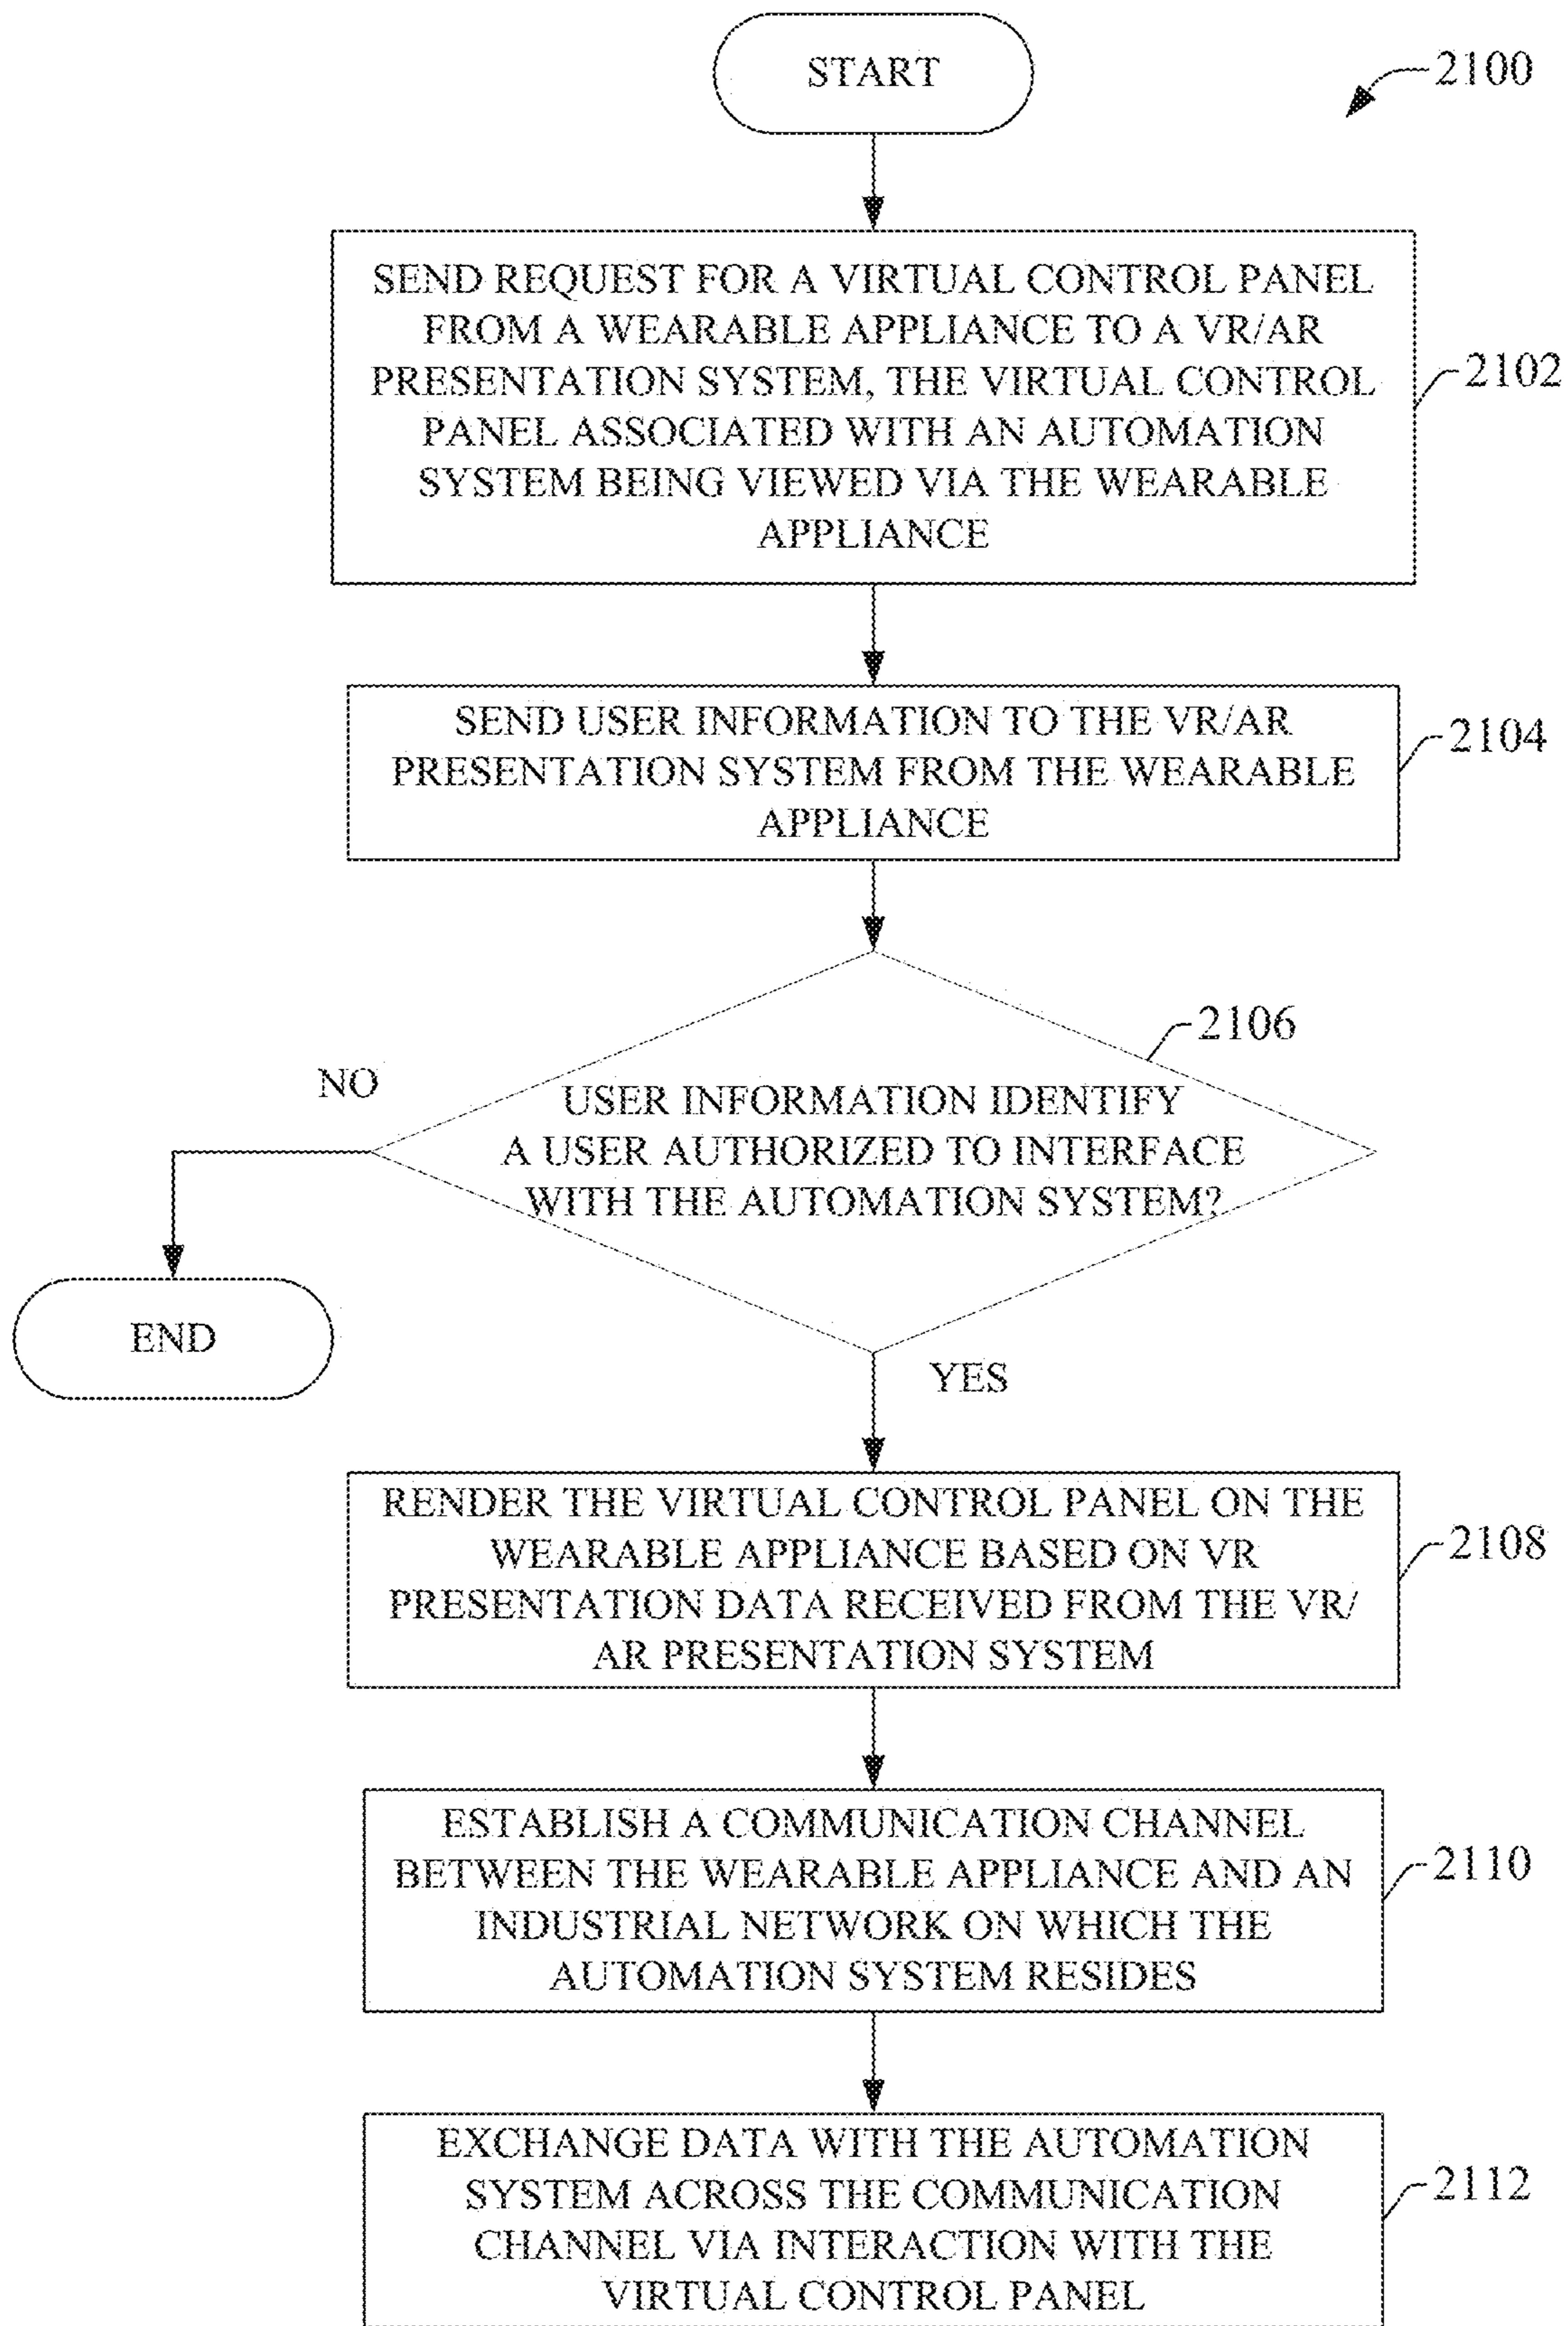 START
2100
SEND REQUEST FOR A VIRTUAL CONTROL PANEL
FROM A WEARABLE APPLIANCE TO A VR/AR
PRESENTATION SYSTEM, THE VIRTUAL CONTROL
PANEL ASSOCIATED WITH AN AUTOMATION
SYSTEM BEING VIEWED VIA THE WEARABLE
APPLIANCE
2102
SEND USER INFORMATION TO THE VR/AR
PRESENTATION SYSTEM FROM THE WEARABLE
APPLIANCE
2104
2106
NO
USER INFORMATION IDENTIFY
A USER AUTHORIZED TO INTERFACE
WITH THE AUTOMATION SYSTEM?
END
YES
RENDER THE VIRTUAL CONTROL PANEL ON THE
WEARABLE APPLIANCE BASED ON VR
PRESENTATION DATA RECEIVED FROM THE VR/
AR PRESENTATION SYSTEM
2108
ESTABLISH A COMMUNICATION CHANNEL
BETWEEN THE WEARABLE APPLIANCE AND AN
INDUSTRIAL NETWORK ON WHICH THE
AUTOMATION SYSTEM RESIDES
2110
EXCHANGE DATA WITH THE AUTOMATION
SYSTEM ACROSS THE COMMUNICATION
CHANNEL VIA INTERACTION WITH THE
VIRTUAL CONTROL PANEL
2112